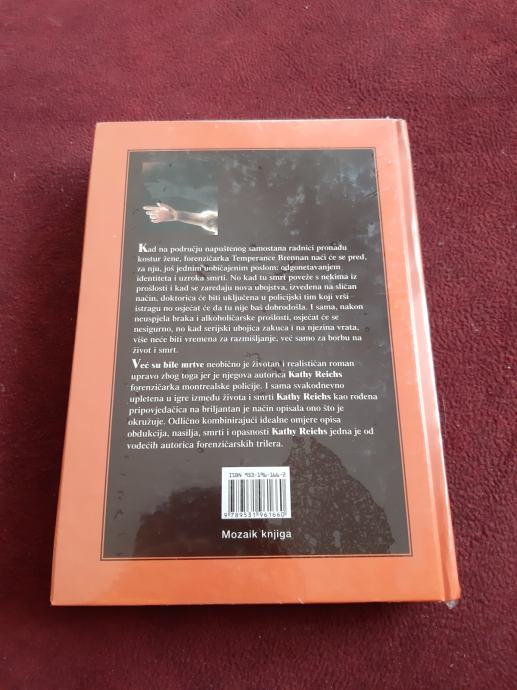 Kad na području napuštenog samostana radnici pronađu
kostur žene, forenzičarka Temperance Brennan naći će se pred,
za nju, još jednim uobičajenim poslom: odgonetavanjem
identiteta i uzroka smrti. No kad tu smrt poveže s nekima iz
prošlosti i kad se zaredaju nova ubojstva, izvedena na sličan
način, doktorica će biti uključena u policijski tim koji vrši
istragu no osjećat će da tu nije baš dobrodošla. I sama, nakon
neuspjela braka i alkoholičarske prošlosti, osjećat će se
nesigurno, no kad serijski ubojica zakuca i na njezina vrata,
više neće biti vremena za razmišljanje, već samo za borbu na
život i smrt.
Već su bile mrtve neobično je životan i realističan roman
upravo zbog toga jer je njegova autorica Kathy Reichs
forenzičarka montrealske policije. I sama svakodnevno
upletena u igre između života i smrti Kathy Reichs kao rođena
pripovjedačica na briljantan je način opisala ono što je
okružuje. Odlično kombinirajući idealne omjere opisa
obdukcija, nasilja, smrti i opasnosti Kathy Reichs jedna je od
vodećih autorica forenzičarskih trilera.
ISBN 953-196-166-2
9 789531 961660
Mozaik knjiga